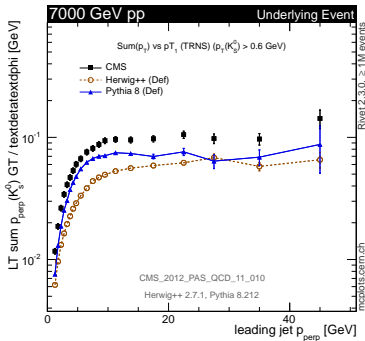 7000 GeV pp Underlying Event
Sum(p_T) vs pT_1 (TRNS) (p_T(K_S^0) > 0.6 GeV)
CMS
Herwig++ (Def)
Pythia 8 (Def)
LT sum p_perp (K_S^0) GT / textdetatextdphi [GeV]
10^-1
10^-2
CMS_2012_PAS_QCD_11_010
Herwig++ 2.7.1, Pythia 8.212
0 20 40
leading jet p_perp [GeV]
Rivet 2.3.0, ≥ 1M events
mcplots.cern.ch